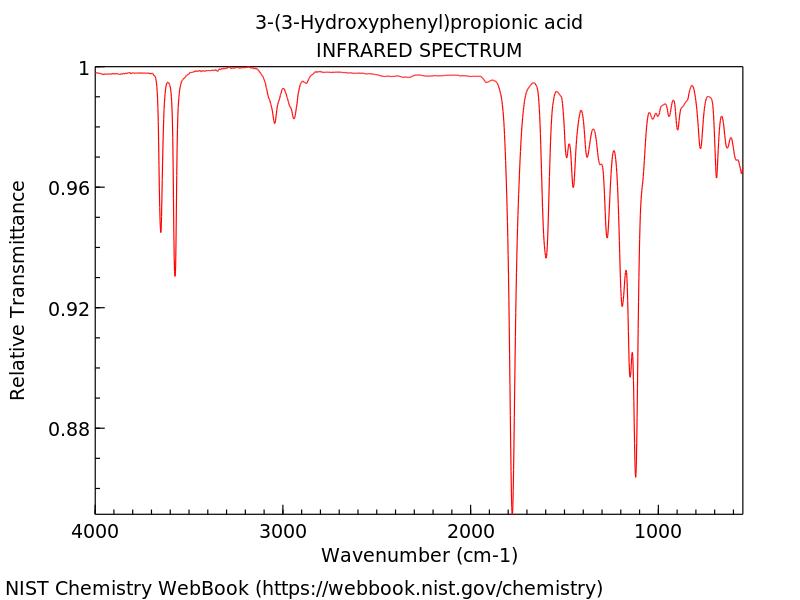 3-(3-Hydroxyphenyl)propionic acid
INFRARED SPECTRUM
1
0.96
0.92
0.88
Relative Transmittance
4000 3000 2000 1000
Wavenumber (cm-1)
NIST Chemistry WebBook (https://webbook.nist.gov/chemistry)